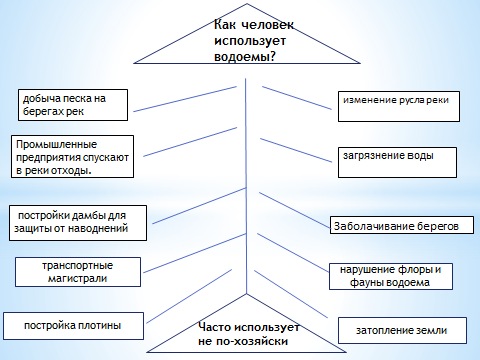 Как человек
использует
водоемы?
добыча песка на
берегах рек
изменение русла реки
Промышленные
предприятия спускают
в реки отходы.
загрязнение воды
постройки дамбы для
защиты от наводнений
Заболачивание берегов
транспортные
магистрали
нарушение флоры и
фауны водоема
постройка плотины
затопление земли
Часто использует
не по-хозяйски